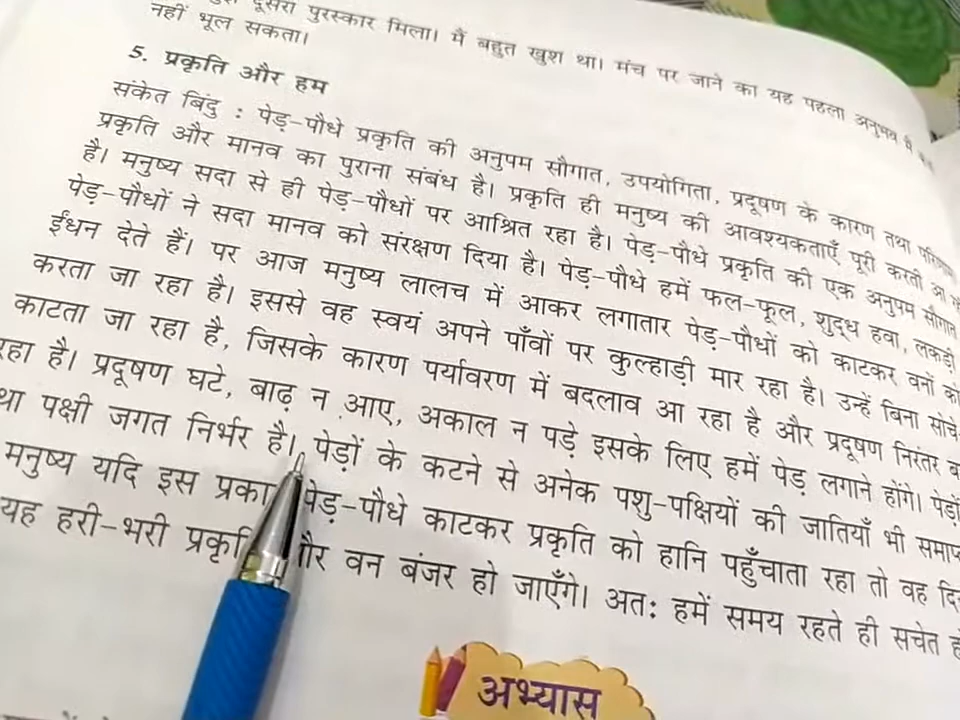 दूसरा पुरस्कार मिला। मैं बहुत खुश था। मंच पर जाने का यह पहला अनुभव मैं
नहीं भूल सकता।
5. प्रकृति और हम
संकेत बिंदु : पेड़-पौधे प्रकृति की अनुपम सौगात, उपयोगिता, प्रदूषण के कारण तथा
प्रकृति और मानव का पुराना संबंध है। प्रकृति ही मनुष्य की आवश्यकताएँ पूरी करती आ
है। मनुष्य सदा से ही पेड़-पौधों पर आश्रित रहा है। पेड़-पौधे प्रकृति की एक अनुपम सौगात
पेड़-पौधों ने सदा मानव को संरक्षण दिया है। पेड़-पौधे हमें फल-फूल, शुद्ध हवा, लकड़ी
ईंधन देते हैं। पर आज मनुष्य लालच में आकर लगातार पेड़-पौधों को काटकर वनों को
करता जा रहा है। इससे वह स्वयं अपने पाँवों पर कुल्हाड़ी मार रहा है। उन्हें बिना सोचे-
काटता जा रहा है, जिसके कारण पर्यावरण में बदलाव आ रहा है और प्रदूषण निरंतर
रहा है। प्रदूषण घटे, बाढ़ न आए, अकाल न पड़े इसके लिए हमें पेड़ लगाने होंगे। पेड़ों
पक्षी जगत निर्भर है। पेड़ों के कटने से अनेक पशु-पक्षियों की जातियाँ भी
मनुष्य यदि इस पेड़-पौधे काटकर प्रकृति को हानि पहुँचाता रहा तो वह
यह हरी-भरी वन बंजर हो जाएँगे। अतः हमें समय रहते ही सचेत
अभ्यास